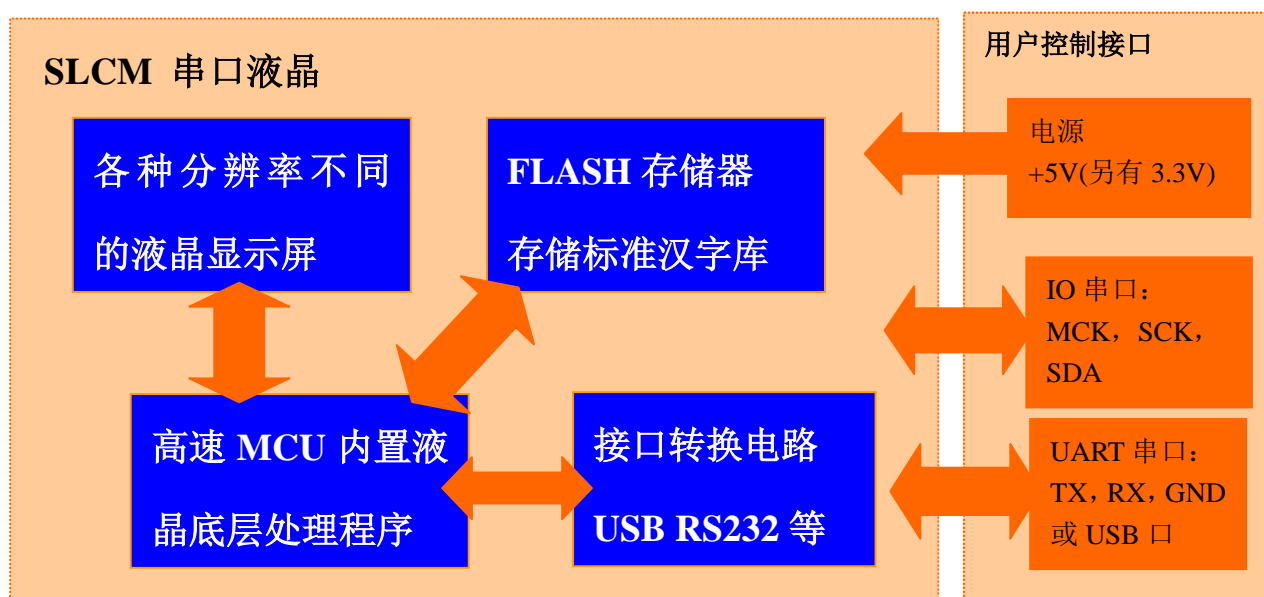 SLCM 串口液晶
各种分辨率不同
的液晶显示屏
FLASH 存储器
存储标准汉字库
高速 MCU 内置液
晶底层处理程序
接口转换电路
USB RS232 等
用户控制接口
电源
+5V(另有 3.3V)
IO 串口：
MCK，SCK，
SDA
UART 串口：
TX，RX，GND
或 USB 口